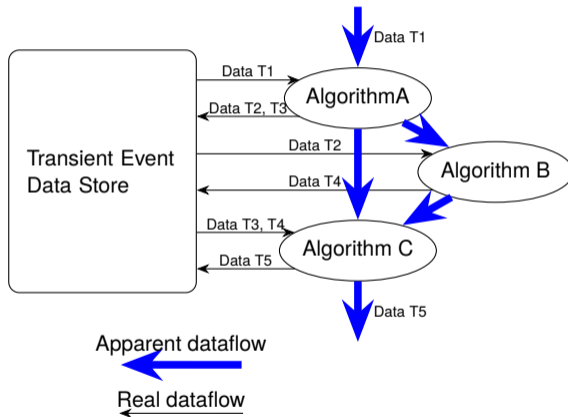 Data T1
Data T1
AlgorithmA
Data T2, T3
Transient Event
Data Store
Data T2
Algorithm B
Data T4
Data T3, T4
Algorithm C
Data T5
Data T5
Apparent dataflow
Real dataflow